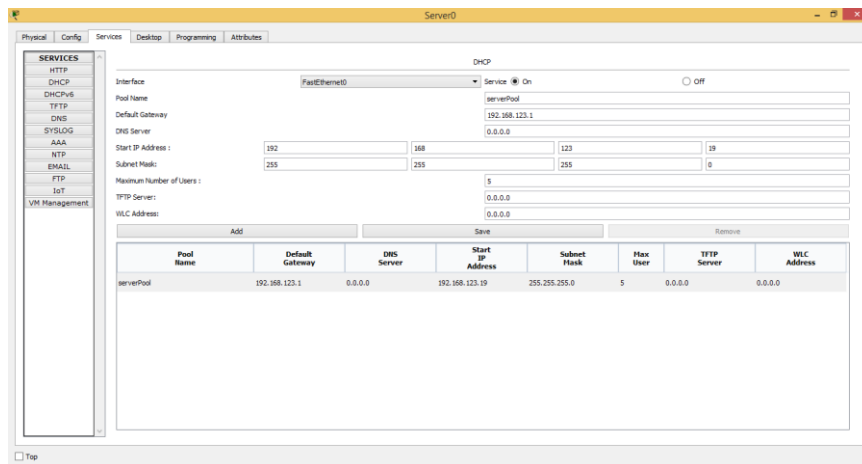 Server0
Physical Config Services Desktop Programming Attributes
SERVICES
HTTP
DHCP
DHCPv6
TFTP
DNS
SYSLOG
AAA
NTP
EMAIL
FTP
IoT
VM Management
DHCP
Interface FastEthernet0 Service On Off
Pool Name serverPool
Default Gateway 192.168.123.1
DNS Server 0.0.0.0
Start IP Address : 192 168 123 19
Subnet Mask: 255 255 255 0
Maximum Number of Users : 5
TFTP Server: 0.0.0.0
WLC Address: 0.0.0.0
Add Save Remove
Pool Name Default Gateway DNS Server Start IP Address Subnet Mask Max User TFTP Server WLC Address
serverPool 192.168.123.1 0.0.0.0 192.168.123.19 255.255.255.0 5 0.0.0.0 0.0.0.0
Top